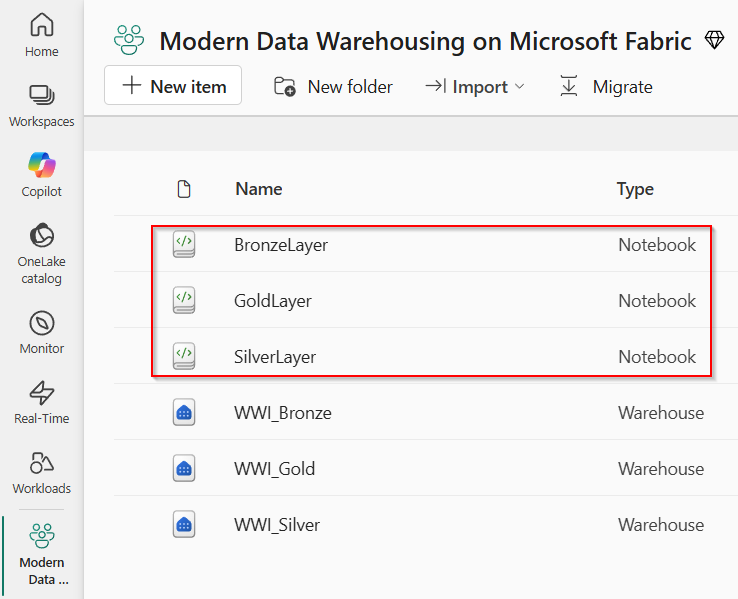 Home
Workspaces
Copilot
OneLake
catalog
Monitor
Real-Time
Workloads
Modern
Data ...
Modern Data Warehousing on Microsoft Fabric
New item
New folder
Import
Migrate
Name Type
BronzeLayer Notebook
GoldLayer Notebook
SilverLayer Notebook
WWI_Bronze Warehouse
WWI_Gold Warehouse
WWI_Silver Warehouse